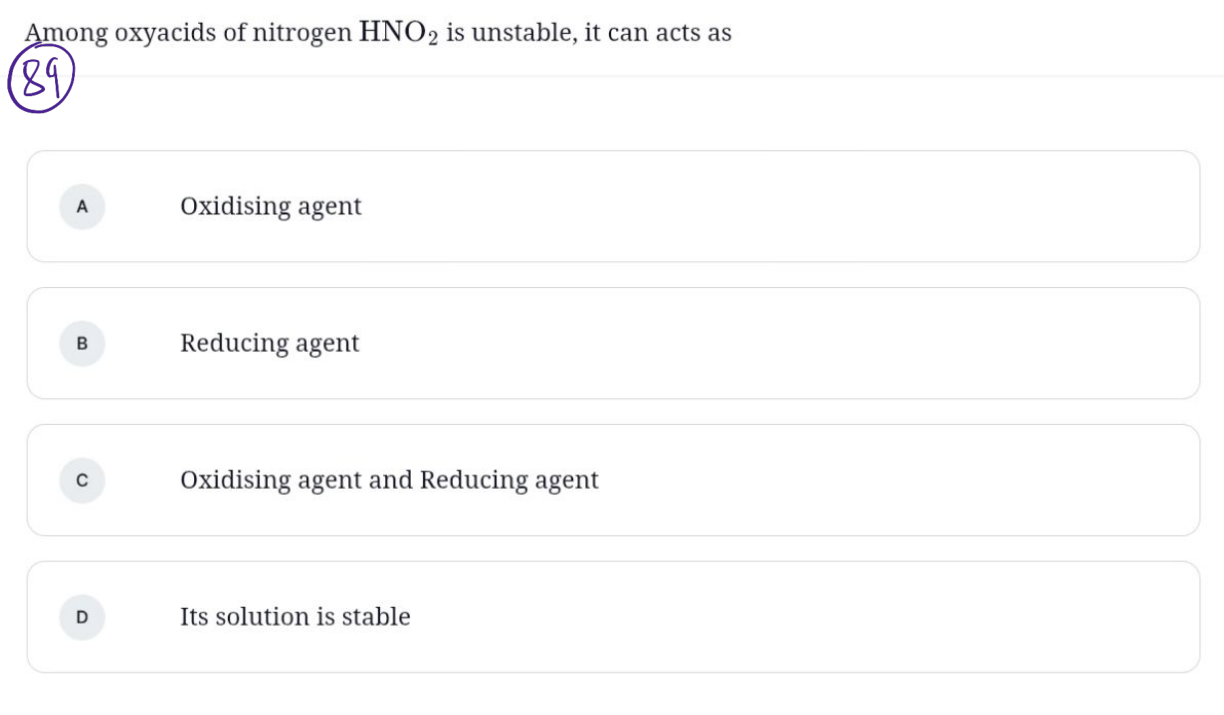 Among oxyacids of nitrogen HNO₂ is unstable, it can acts as
89
A Oxidising agent
B Reducing agent
C Oxidising agent and Reducing agent
D Its solution is stable